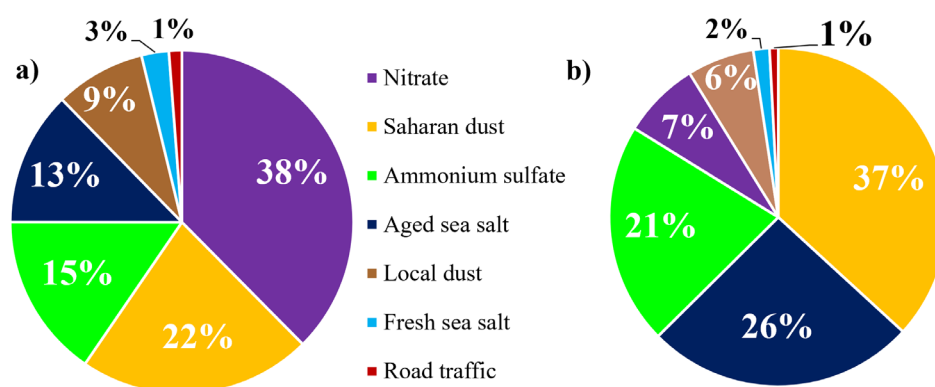 a)
3%
1%
9%
38%
13%
15%
22%
Nitrate
Saharan dust
Ammonium sulfate
Aged sea salt
Local dust
Fresh sea salt
Road traffic
b)
2%
1%
6%
7%
37%
21%
26%